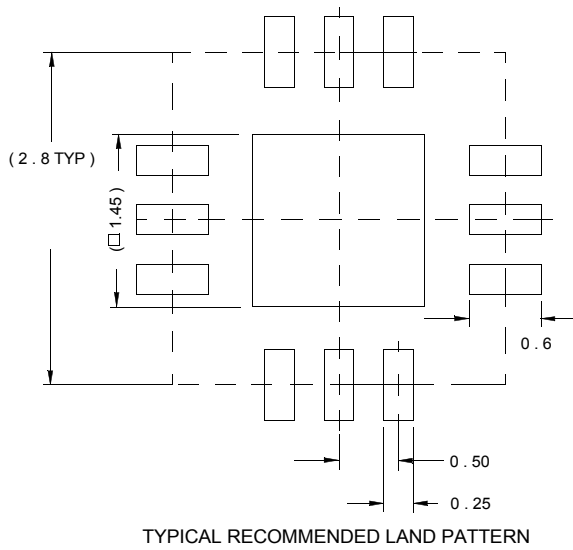 ( 2 . 8 TYP )
(□ 1.45 )
0 . 6
0 . 50
0 . 25
TYPICAL RECOMMENDED LAND PATTERN